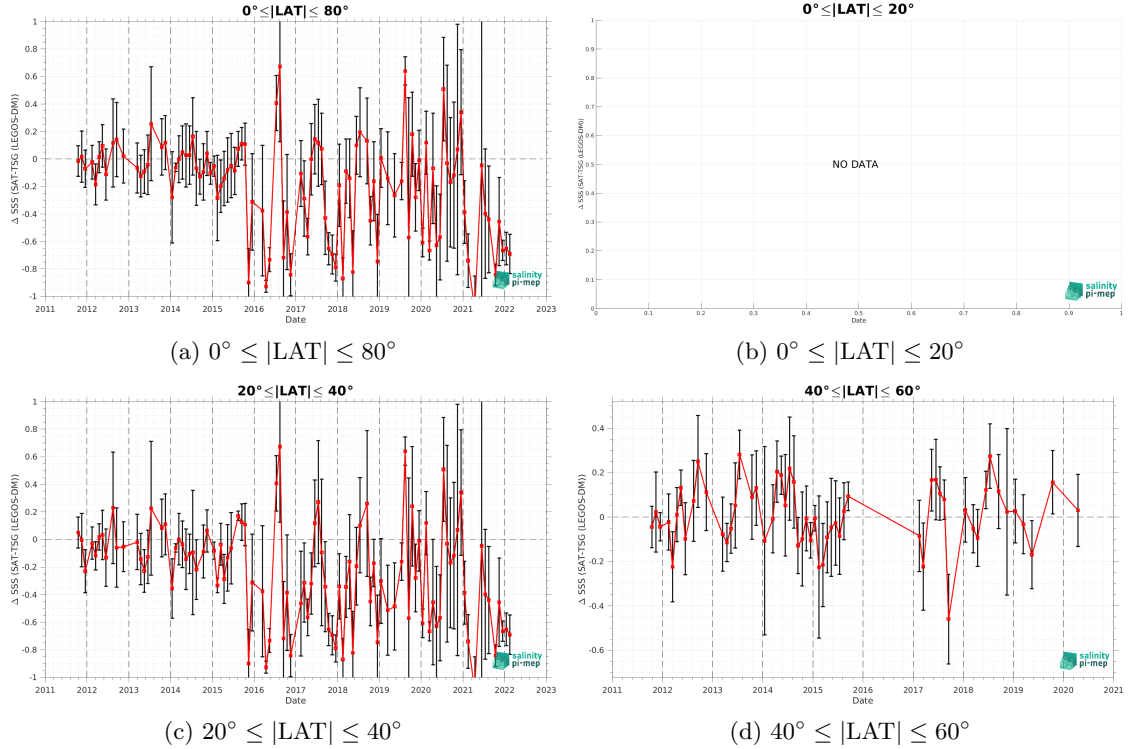 0°≤|LAT|≤ 80°
Δ SSS (SAT-TSG (LEGOS-DM))
1
0.8
0.6
0.4
0.2
0
-0.2
-0.4
-0.6
-0.8
-1
2011 2012 2013 2014 2015 2016 2017 2018 2019 2020 2021 2022 2023
Date
salinity
pi-mep
(a) 0° ≤ |LAT| ≤ 80°
0°≤|LAT|≤ 20°
Δ SSS (SAT-TSG (LEGOS-DM))
1
0.9
0.8
0.7
0.6
0.5
0.4
0.3
0.2
0.1
0
NO DATA
0 0.1 0.2 0.3 0.4 0.5 0.6 0.7 0.8 0.9 1
Date
salinity
pi-mep
(b) 0° ≤ |LAT| ≤ 20°
20°≤|LAT|≤ 40°
Δ SSS (SAT-TSG (LEGOS-DM))
1
0.8
0.6
0.4
0.2
0
-0.2
-0.4
-0.6
-0.8
-1
2011 2012 2013 2014 2015 2016 2017 2018 2019 2020 2021 2022 2023
Date
salinity
pi-mep
(c) 20° ≤ |LAT| ≤ 40°
40°≤|LAT|≤ 60°
Δ SSS (SAT-TSG (LEGOS-DM))
0.4
0.2
0
-0.2
-0.4
-0.6
2011 2012 2013 2014 2015 2016 2017 2018 2019 2020 2021
Date
salinity
pi-mep
(d) 40° ≤ |LAT| ≤ 60°